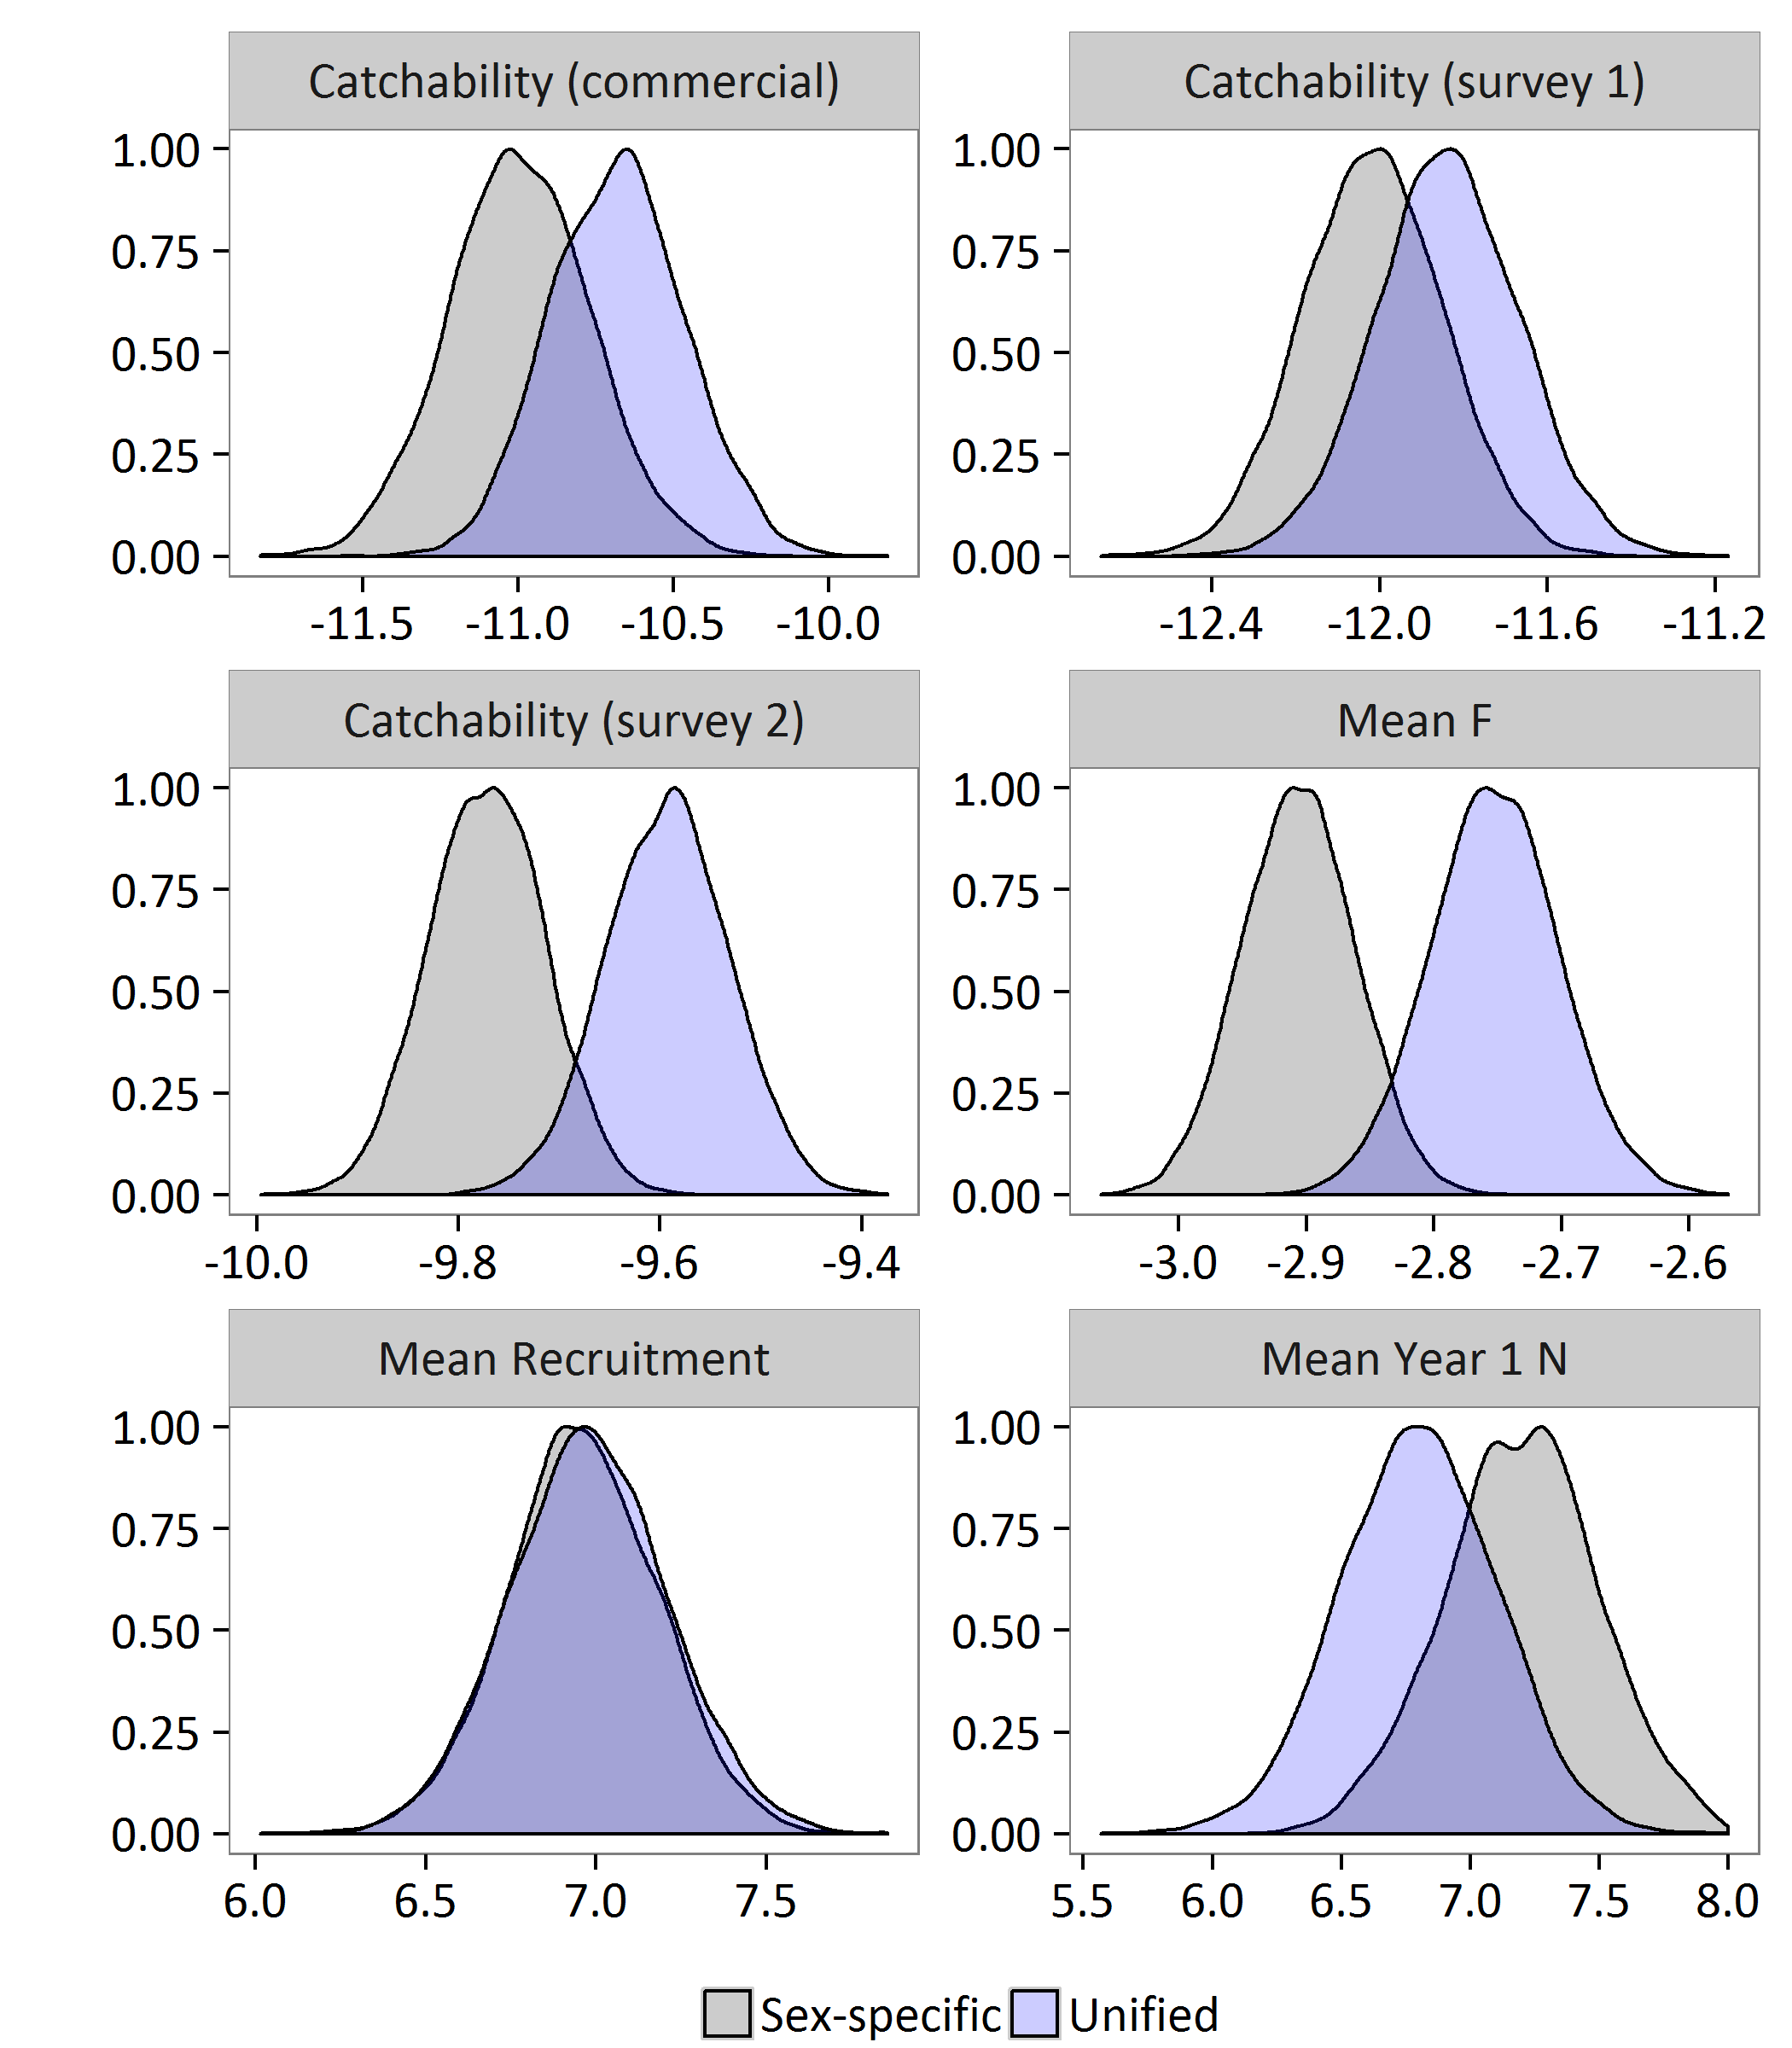 Catchability (commercial)
Catchability (survey 1)
1.00
0.75
0.50
0.25
0.00
1.00
0.75
0.50
0.25
0.00
-11.5 -11.0 -10.5 -10.0
-12.4 -12.0 -11.6 -11.2
Catchability (survey 2)
Mean F
1.00
0.75
0.50
0.25
0.00
1.00
0.75
0.50
0.25
0.00
-10.0 -9.8 -9.6 -9.4
-3.0 -2.9 -2.8 -2.7 -2.6
Mean Recruitment
Mean Year 1 N
1.00
0.75
0.50
0.25
0.00
1.00
0.75
0.50
0.25
0.00
6.0 6.5 7.0 7.5
5.5 6.0 6.5 7.0 7.5 8.0
Sex-specific Unified